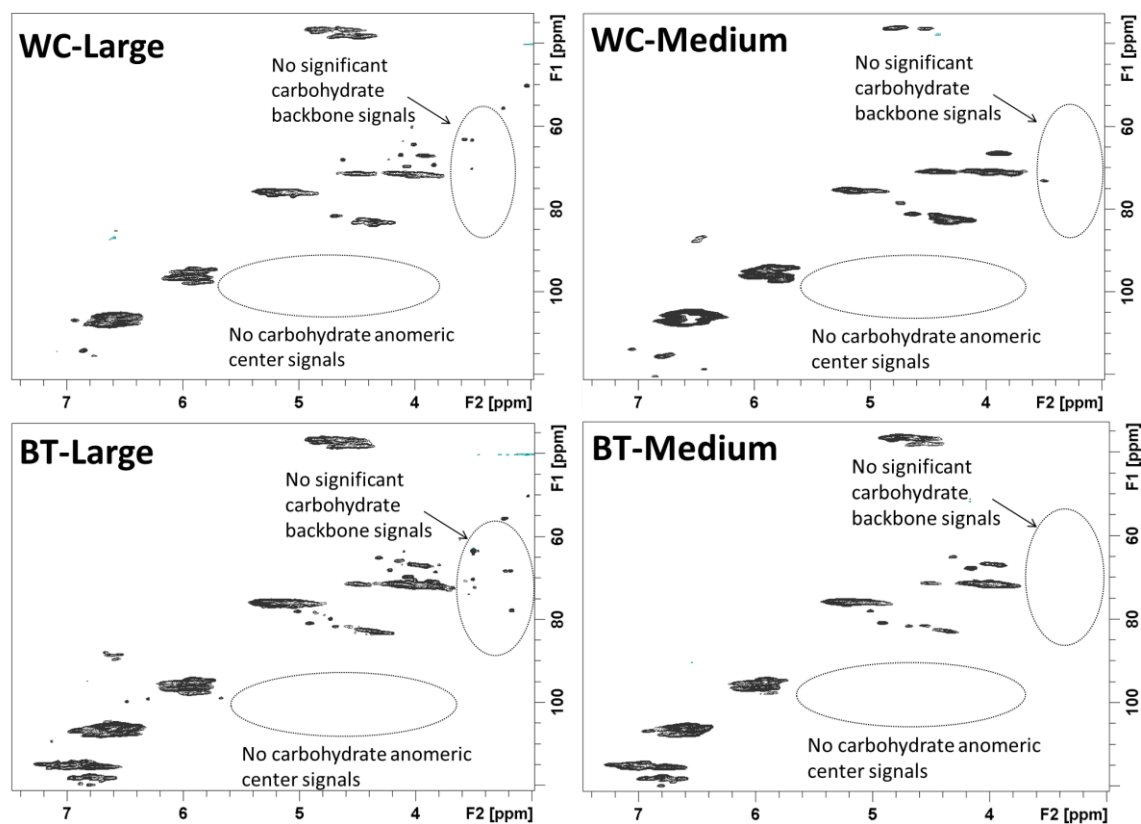 WC-Large
No significant
carbohydrate
backbone signals
No carbohydrate anomeric
center signals
F1 [ppm]
60
80
100
7 6 5 4 F2 [ppm]
WC-Medium
No significant
carbohydrate
backbone signals
No carbohydrate anomeric
center signals
F1 [ppm]
60
80
100
7 6 5 4 F2 [ppm]
BT-Large
No significant
carbohydrate
backbone signals
No carbohydrate anomeric
center signals
F1 [ppm]
60
80
100
7 6 5 4 F2 [ppm]
BT-Medium
No significant
carbohydrate
backbone signals
No carbohydrate anomeric
center signals
F1 [ppm]
60
80
100
7 6 5 4 F2 [ppm]